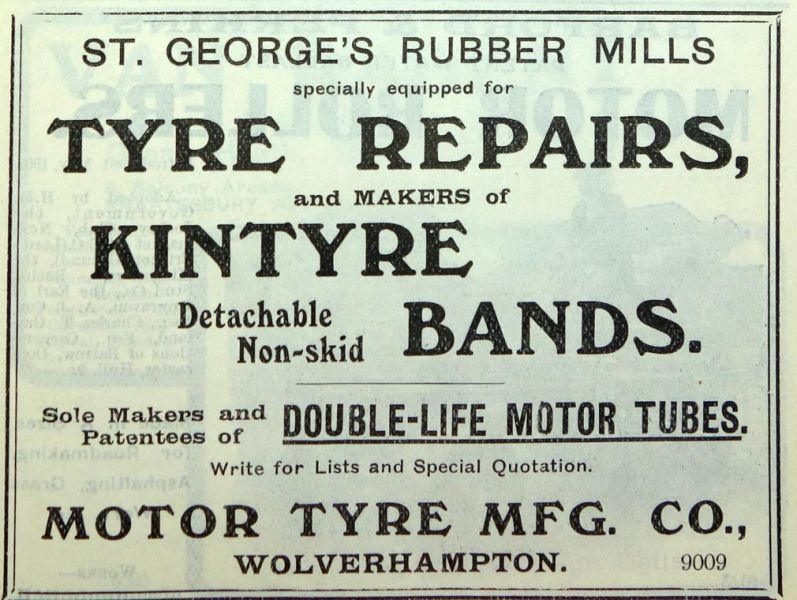 ST. GEORGE'S RUBBER MILLS
specially equipped for
TYRE REPAIRS,
and MAKERS of
KINTYRE
Detachable
Non-skid BANDS.
Sole Makers and
Patentees of DOUBLE-LIFE MOTOR TUBES.
Write for Lists and Special Quotation.
MOTOR TYRE MFG. CO.,
WOLVERHAMPTON. 9009